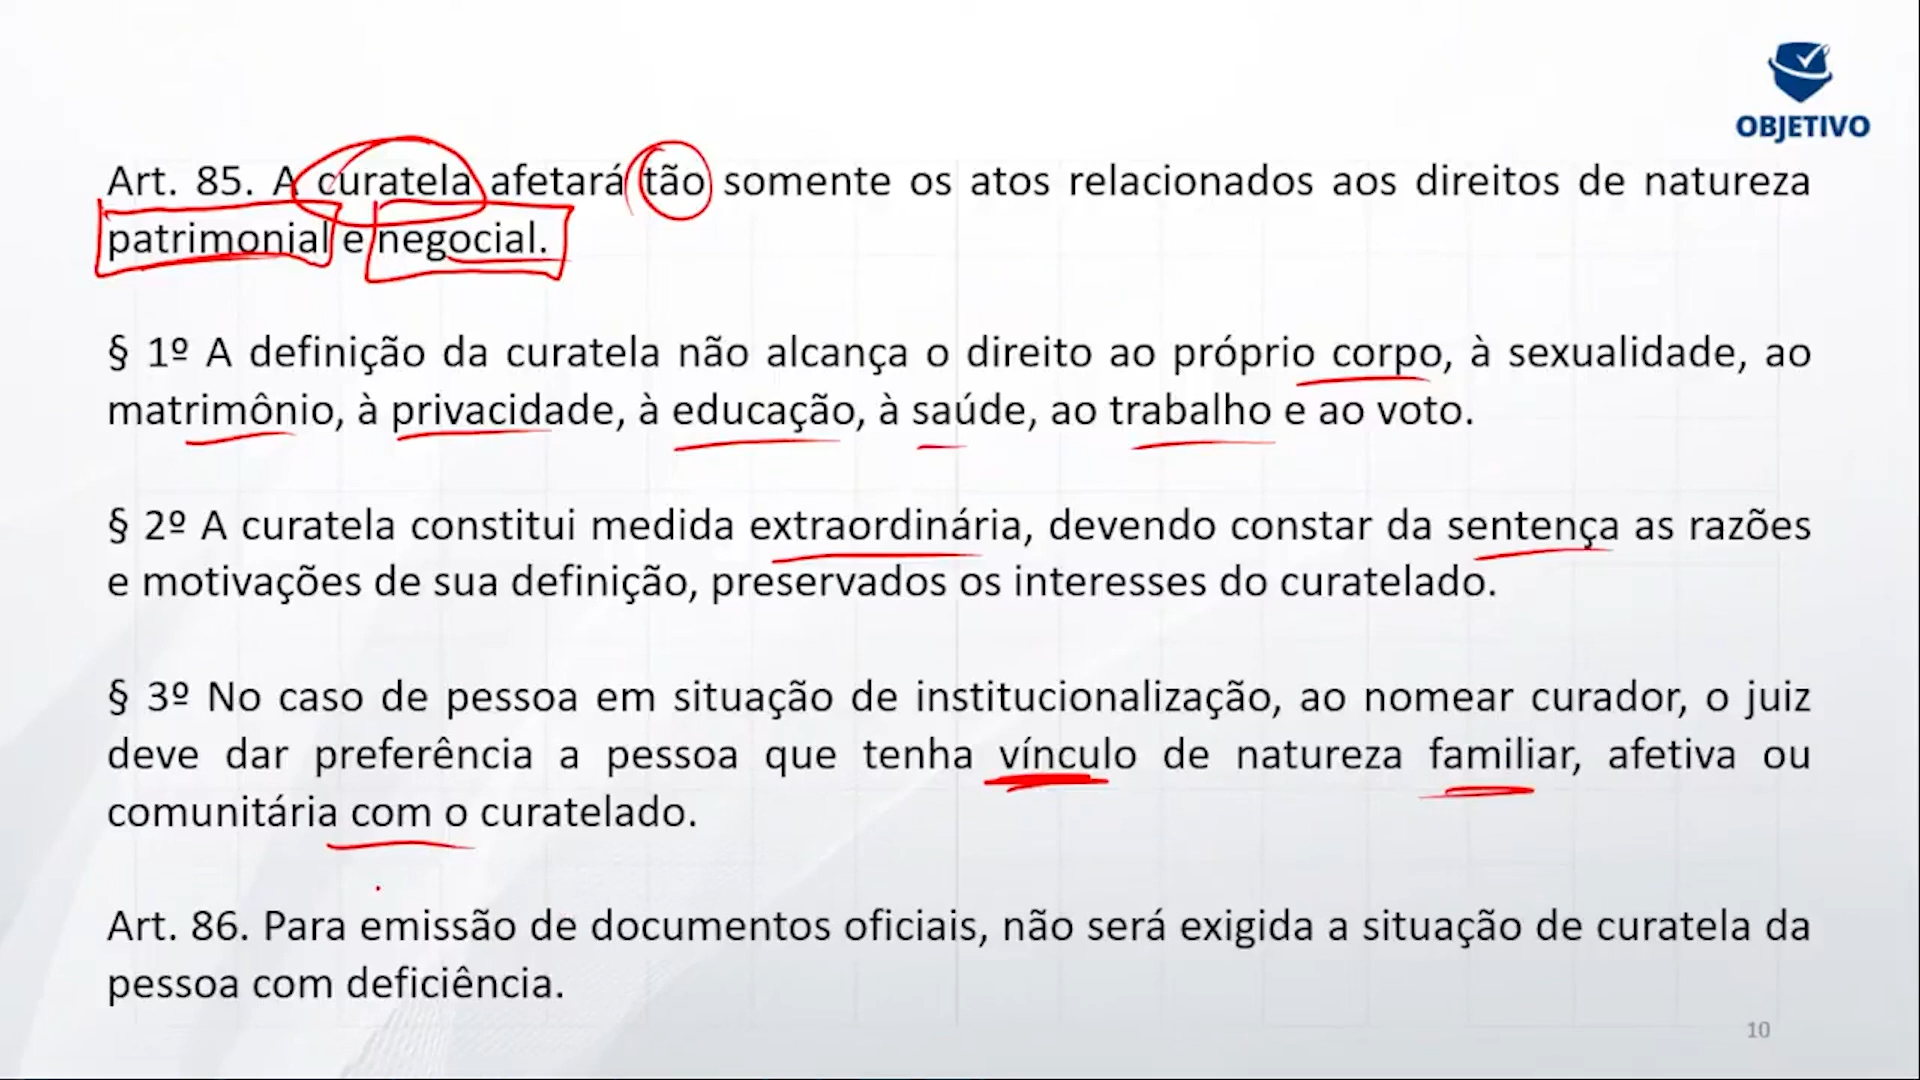 OBJETIVO
Art. 85. A curatela afetará tão somente os atos relacionados aos direitos de natureza
patrimonial e negocial.
§ 1º A definição da curatela não alcança o direito ao próprio corpo, à sexualidade, ao
matrimônio, à privacidade, à educação, à saúde, ao trabalho e ao voto.
§ 2º A curatela constitui medida extraordinária, devendo constar da sentença as razões
e motivações de sua definição, preservados os interesses do curatelado.
§ 3º No caso de pessoa em situação de institucionalização, ao nomear curador, o juiz
deve dar preferência a pessoa que tenha vínculo de natureza familiar, afetiva ou
comunitária com o curatelado.
Art. 86. Para emissão de documentos oficiais, não será exigida a situação de curatela da
pessoa com deficiência.
10